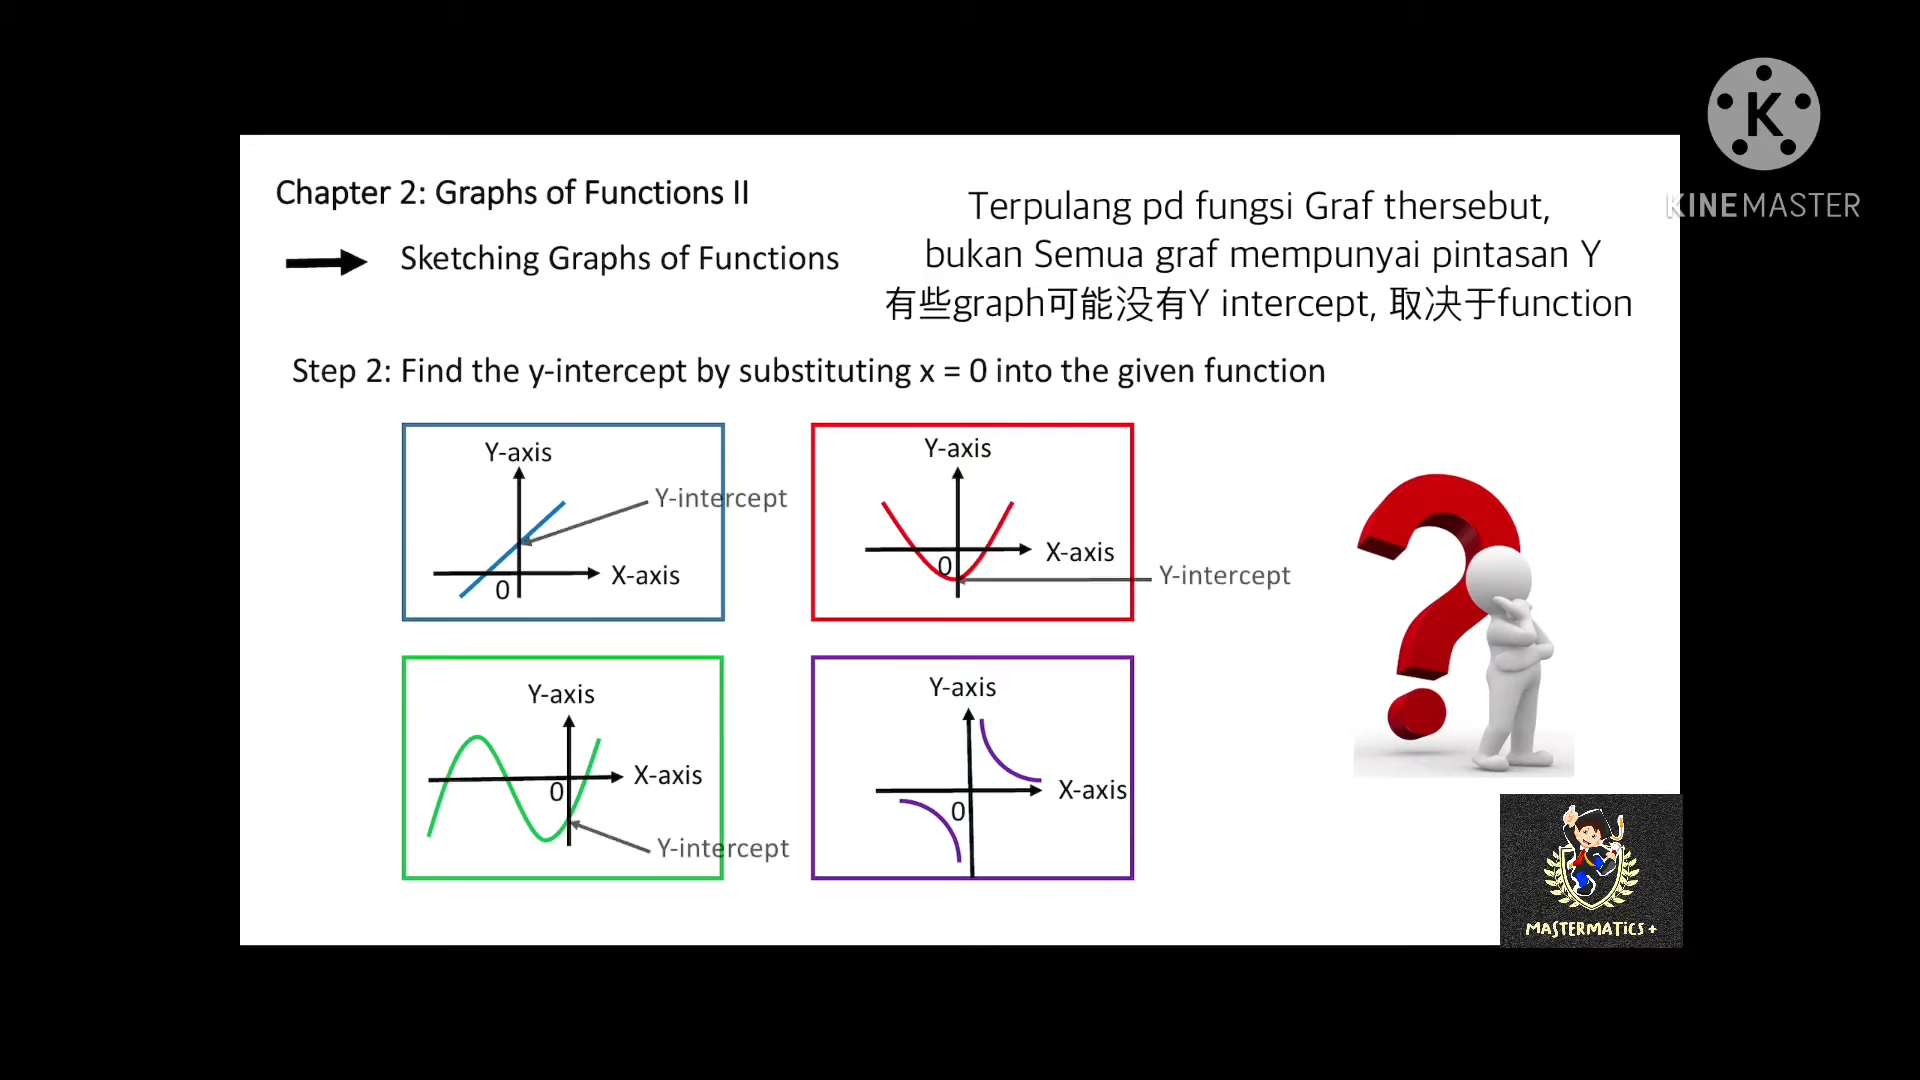 K
KINEMASTER
Chapter 2: Graphs of Functions II
Sketching Graphs of Functions
Terpulang pd fungsi Graf thersebut,
bukan Semua graf mempunyai pintasan Y
有些graph可能没有Y intercept, 取决于function
Step 2: Find the y-intercept by substituting x = 0 into the given function
Y-axis
Y-intercept
X-axis
0
Y-axis
X-axis
0
Y-intercept
Y-axis
X-axis
0
Y-intercept
Y-axis
X-axis
0
MASTERMATiCS +